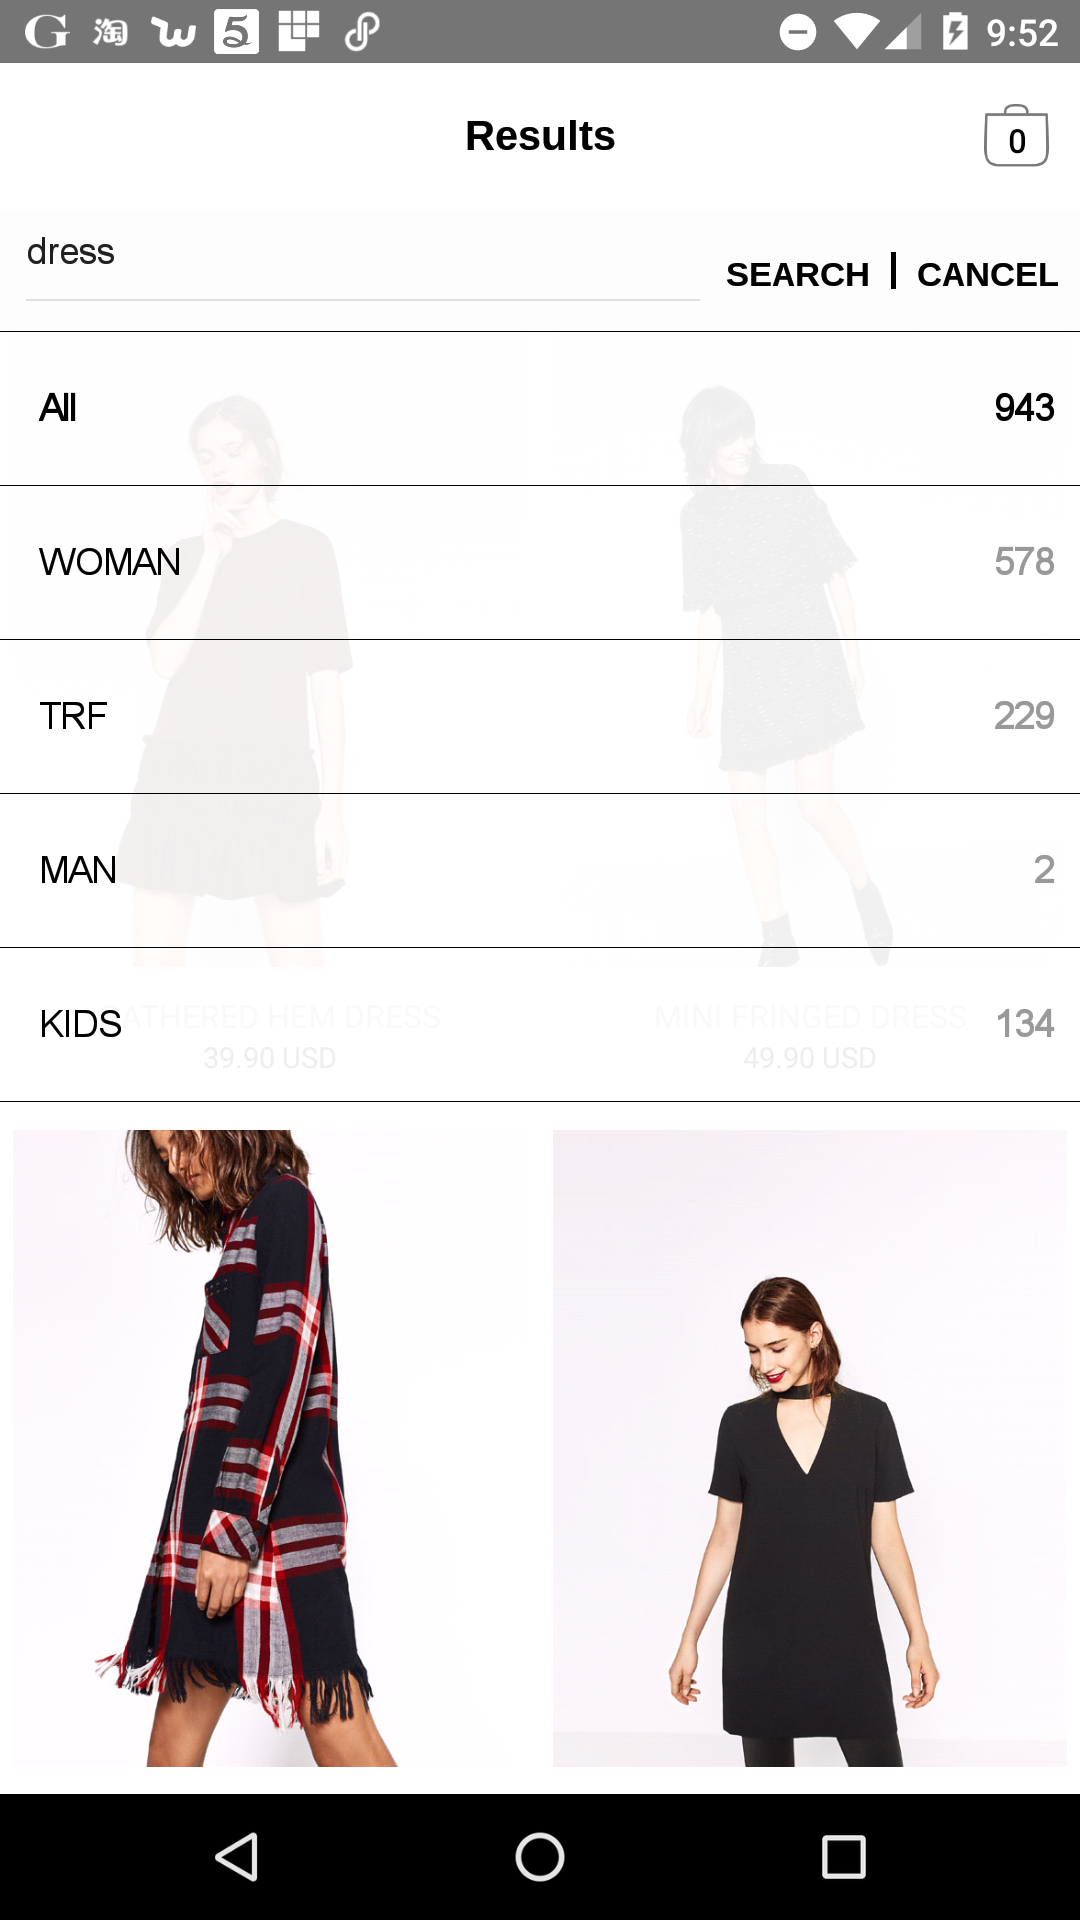 G 淘 5 9:52
Results
0
dress
SEARCH | CANCEL
All 943
WOMAN 578
TRF 229
MAN 2
KIDS 134
ATHERED HEM DRESS MINI FRINGED DRESS
39.90 USD 49.90 USD